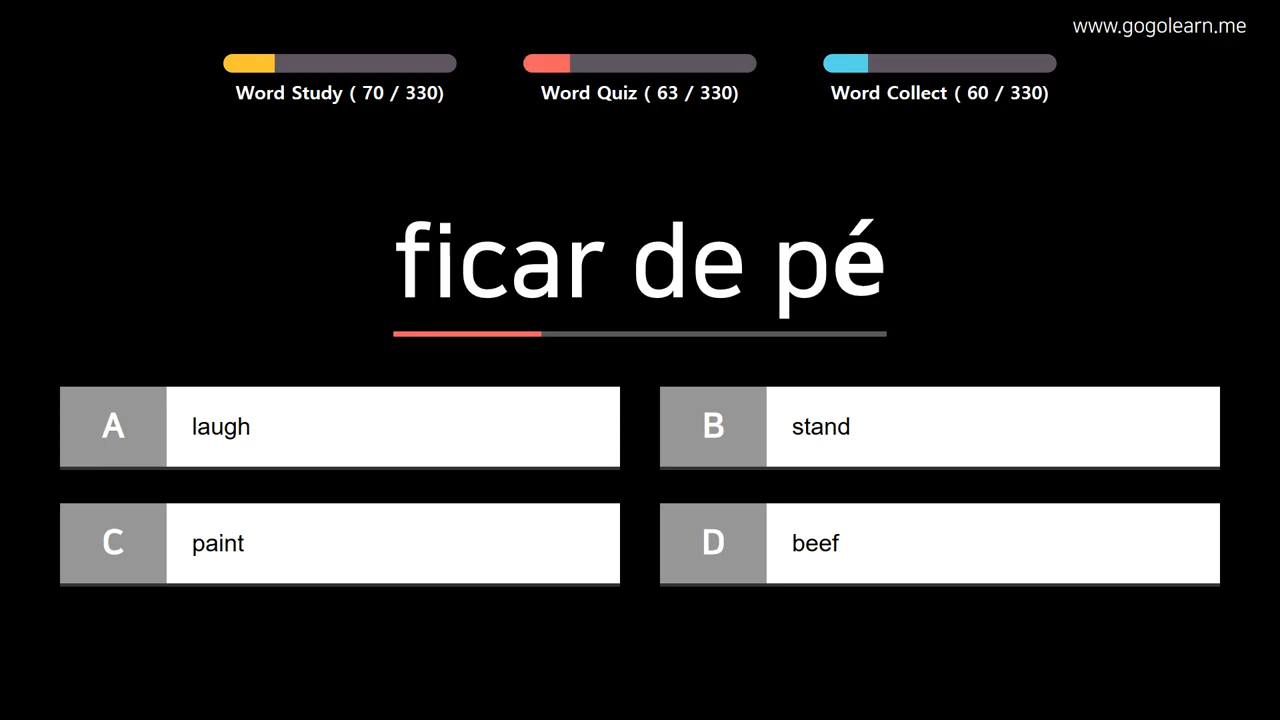 www.gogolearn.me
Word Study ( 70 / 330)
Word Quiz ( 63 / 330)
Word Collect ( 60 / 330)
ficar de pé
A laugh
B stand
C paint
D beef